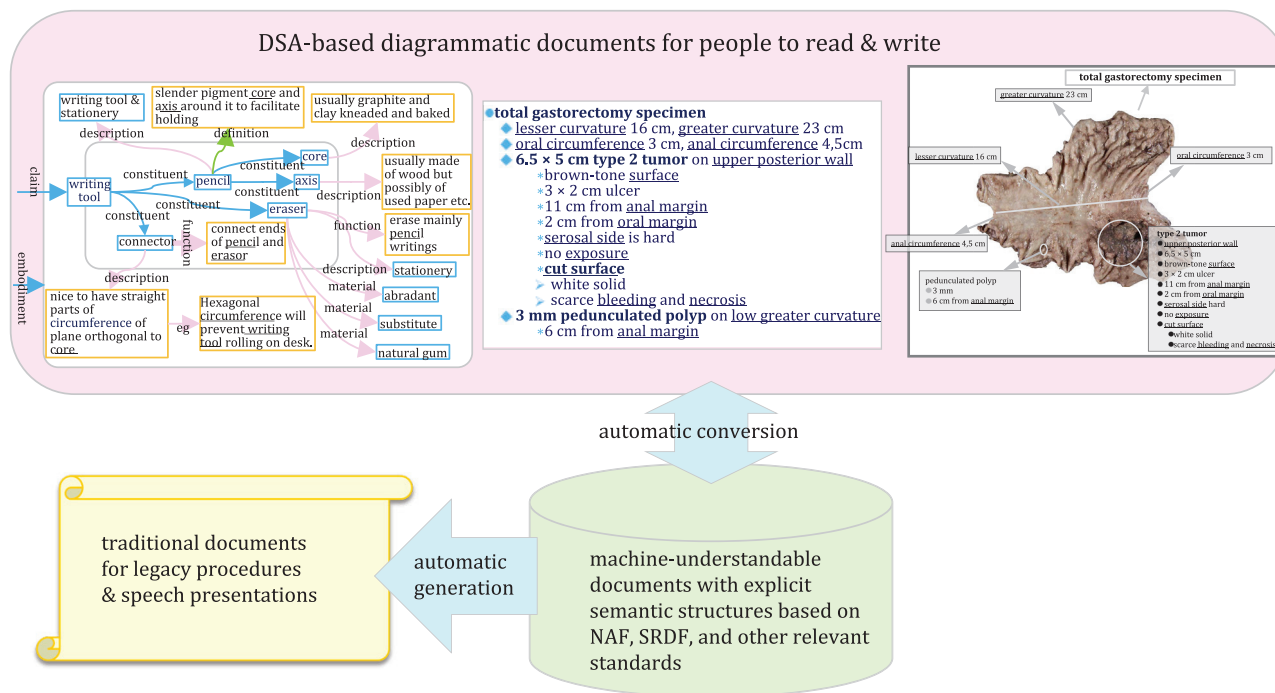 DSA-based diagrammatic documents for people to read & write
writing tool &
stationery
slender pigment core and
axis around it to facilitate
holding
usually graphite and
clay kneaded and baked
description
definition
description
claim
writing
tool
constituent
pencil
constituent
core
constituent
axis
constituent
eraser
constituent
connector
function
connect ends
of pencil and
erasor
description
usually made
of wood but
possibly of
used paper etc.
function
erase mainly
pencil
writings
description
stationery
material
abradant
material
substitute
material
natural gum
embodiment
description
nice to have straight
parts of
circumference of
plane orthogonal to
core
eg
Hexagonal
circumference will
prevent writing
tool rolling on desk.
total gastorectomy specimen
lesser curvature 16 cm, greater curvature 23 cm
oral circumference 3 cm, anal circumference 4,5cm
6.5 × 5 cm type 2 tumor on upper posterior wall
brown-tone surface
3 × 2 cm ulcer
11 cm from anal margin
2 cm from oral margin
serosal side is hard
no exposure
cut surface
white solid
scarce bleeding and necrosis
3 mm pedunculated polyp on low greater curvature
6 cm from anal margin
total gastorectomy specimen
greater curvature 23 cm
lesser curvature 16 cm
oral circumference 3 cm
anal circumference 4,5 cm
pedunculated polyp
3 mm
6 cm from anal margin
type 2 tumor
upper posterior wall
6.5 × 5 cm
brown-tone surface
3 × 2 cm ulcer
11 cm from anal margin
2 cm from oral margin
serosal side hard
no exposure
cut surface
white solid
scarce bleeding and necrosis
automatic conversion
traditional documents
for legacy procedures
& speech presentations
automatic
generation
machine-understandable
documents with explicit
semantic structures based on
NAF, SRDF, and other relevant
standards